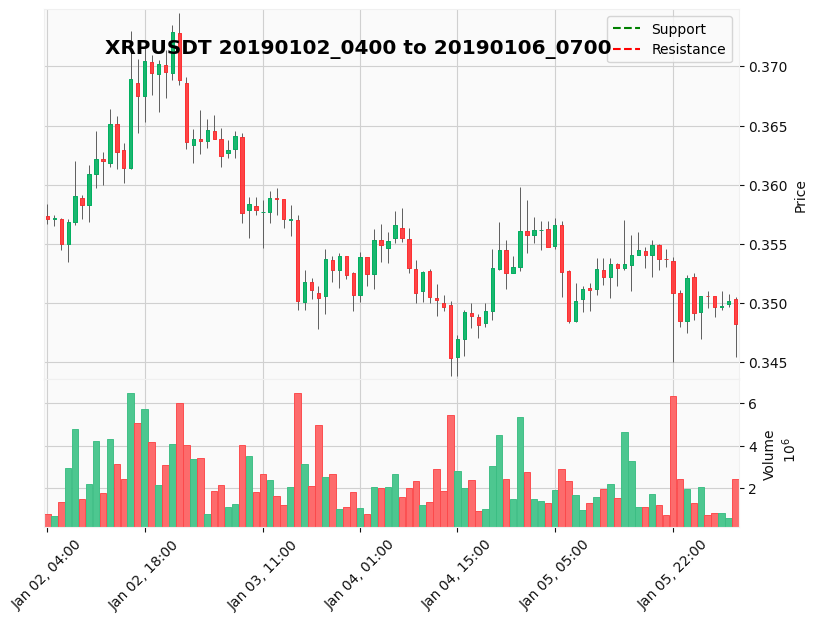 XRPUSDT 20190102_0400 to 20190106_0700
Support
Resistance
0.370
0.365
0.360
0.355
0.350
0.345
Price
6
4
2
Volume
10^6
Jan 02, 04:00
Jan 02, 18:00
Jan 03, 11:00
Jan 04, 01:00
Jan 04, 15:00
Jan 05, 05:00
Jan 05, 22:00